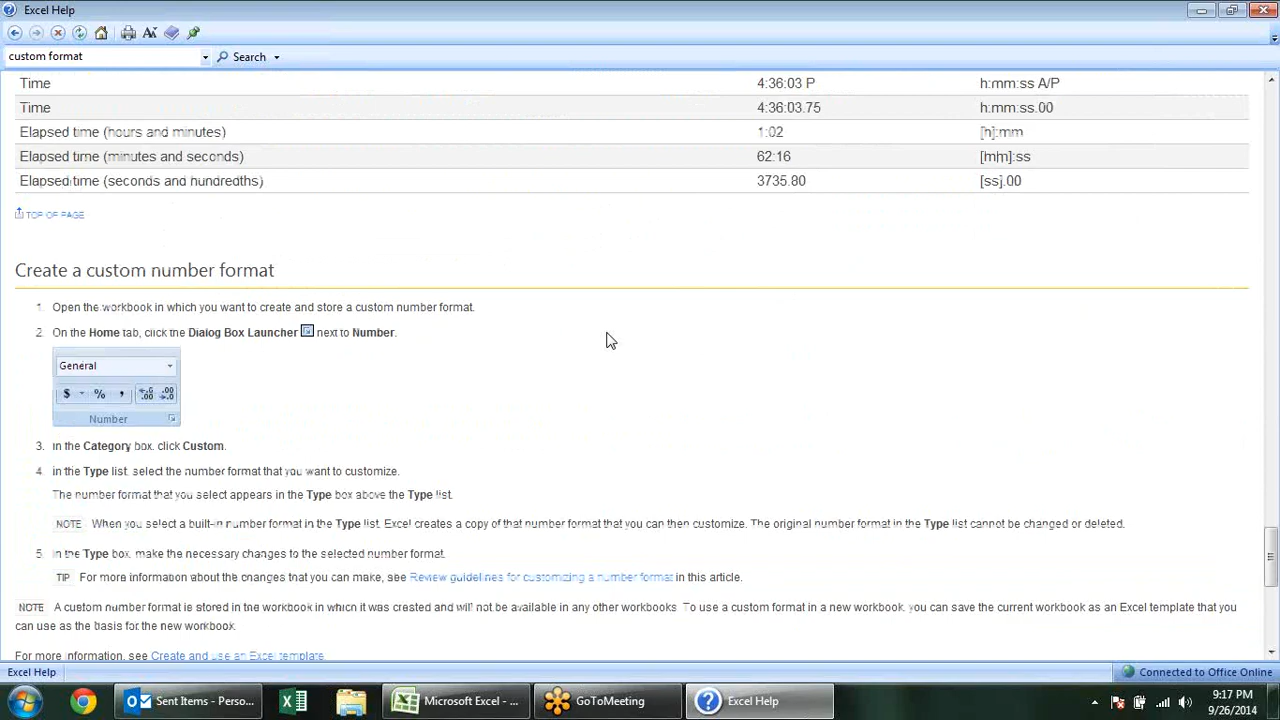 Excel Help
custom format
Search
Time 4:36:03 P h:mm:ss A/P
Time 4:36:03.75 h:mm:ss.00
Elapsed time (hours and minutes) 1:02 [h]:mm
Elapsed time (minutes and seconds) 62:16 [mm]:ss
Elapsed time (seconds and hundredths) 3735.80 [ss].00
TOP OF PAGE
Create a custom number format
1. Open the workbook in which you want to create and store a custom number format.
2. On the Home tab, click the Dialog Box Launcher next to Number.
General
$ % ,
Number
3. In the Category box, click Custom.
4. In the Type list, select the number format that you want to customize.
The number format that you select appears in the Type box above the Type list.
NOTE When you select a built-in number format in the Type list, Excel creates a copy of that number format that you can then customize. The original number format in the Type list cannot be changed or deleted.
5. In the Type box, make the necessary changes to the selected number format.
TIP For more information about the changes that you can make, see Review guidelines for customizing a number format in this article.
NOTE A custom number format is stored in the workbook in which it was created and will not be available in any other workbooks. To use a custom format in a new workbook, you can save the current workbook as an Excel template that you
can use as the basis for the new workbook.
For more information, see Create and use an Excel template.
Excel Help
Connected to Office Online
Sent Items - Perso...
Microsoft Excel - ...
GoToMeeting
Excel Help
9:17 PM
9/26/2014